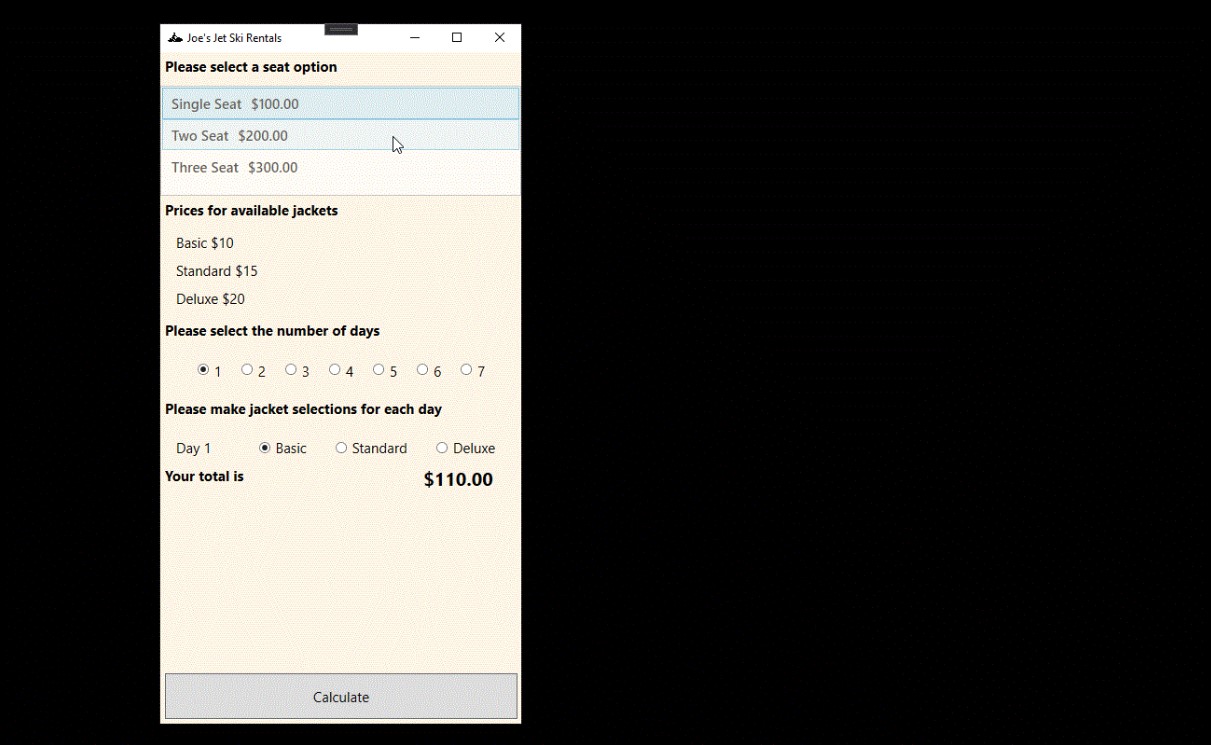 Joe's Jet Ski Rentals
Please select a seat option
Single Seat $100.00
Two Seat $200.00
Three Seat $300.00
Prices for available jackets
Basic $10
Standard $15
Deluxe $20
Please select the number of days
1 2 3 4 5 6 7
Please make jacket selections for each day
Day 1 Basic Standard Deluxe
Your total is $110.00
Calculate